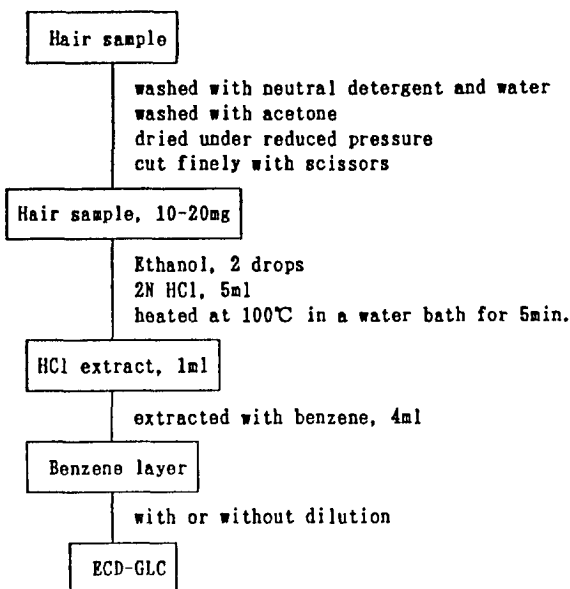 Hair sample
washed with neutral detergent and water
washed with acetone
dried under reduced pressure
cut finely with scissors
Hair sample, 10-20mg
Ethanol, 2 drops
2N HCl, 5ml
heated at 100℃ in a water bath for 5min.
HCl extract, 1ml
extracted with benzene, 4ml
Benzene layer
with or without dilution
ECD-GLC